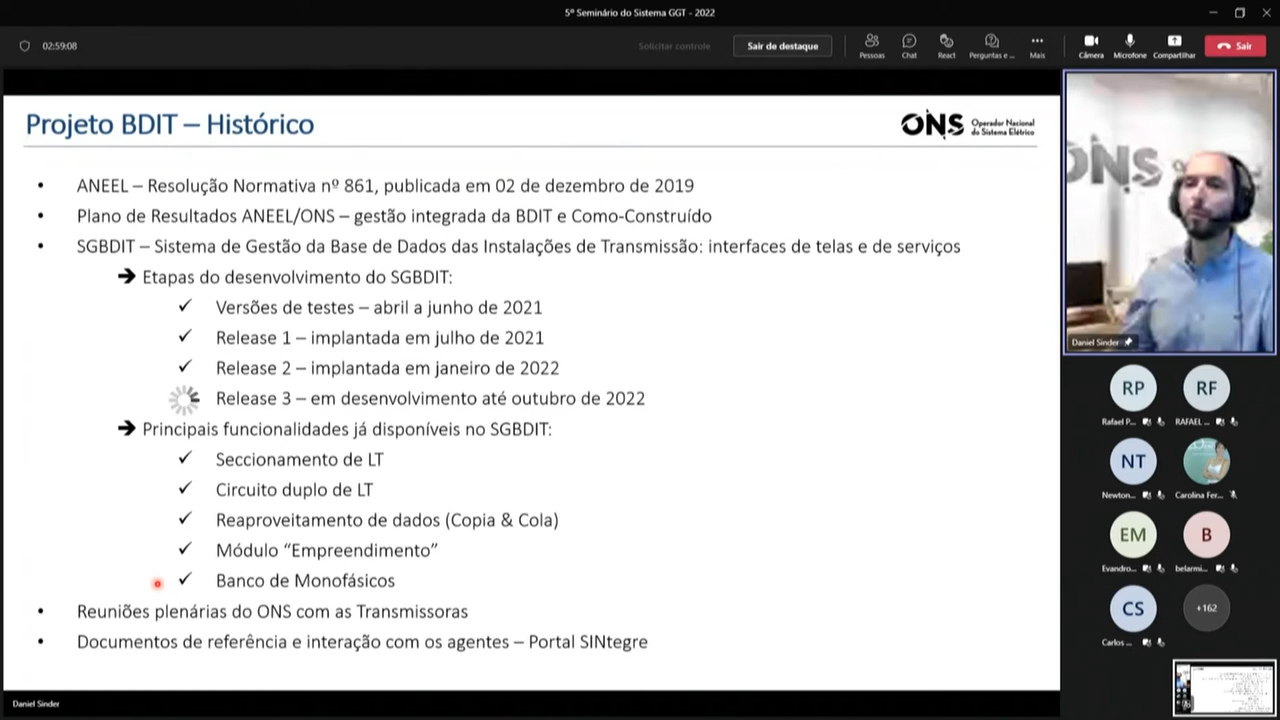 5º Seminário do Sistema GGT - 2022
02:59:08
Solicitar controle
Sair de destaque
Pessoas
Chat
React
Perguntas e ...
Mais
Câmera
Microfone
Compartilhar
Sair
Projeto BDIT – Histórico
ONS Operador Nacional
do Sistema Elétrico
• ANEEL – Resolução Normativa nº 861, publicada em 02 de dezembro de 2019
• Plano de Resultados ANEEL/ONS – gestão integrada da BDIT e Como-Construído
• SGBDIT – Sistema de Gestão da Base de Dados das Instalações de Transmissão: interfaces de telas e de serviços
➔ Etapas do desenvolvimento do SGBDIT:
✓ Versões de testes – abril a junho de 2021
✓ Release 1 – implantada em julho de 2021
✓ Release 2 – implantada em janeiro de 2022
Release 3 – em desenvolvimento até outubro de 2022
➔ Principais funcionalidades já disponíveis no SGBDIT:
✓ Seccionamento de LT
✓ Circuito duplo de LT
✓ Reaproveitamento de dados (Copia & Cola)
✓ Módulo “Empreendimento”
✓ Banco de Monofásicos
• Reuniões plenárias do ONS com as Transmissoras
• Documentos de referência e interação com os agentes – Portal SINtegre
Daniel Sinder
ONS
Daniel Sinder
RP
RF
Rafael P...
RAFAEL ...
NT
Newton...
Carolina Fer...
EM
B
Evandro...
belarmi...
CS
+162
Carlos ...